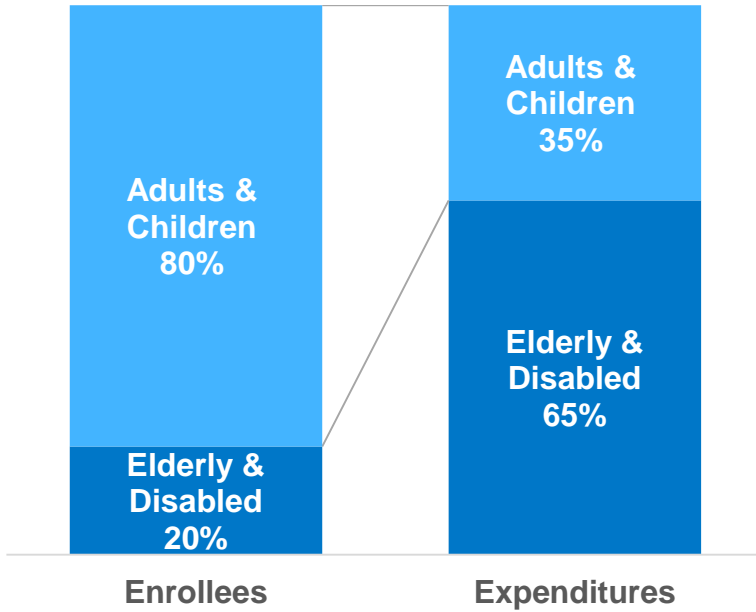 Adults &
Children
80%
Elderly &
Disabled
20%
Adults &
Children
35%
Elderly &
Disabled
65%
Enrollees
Expenditures